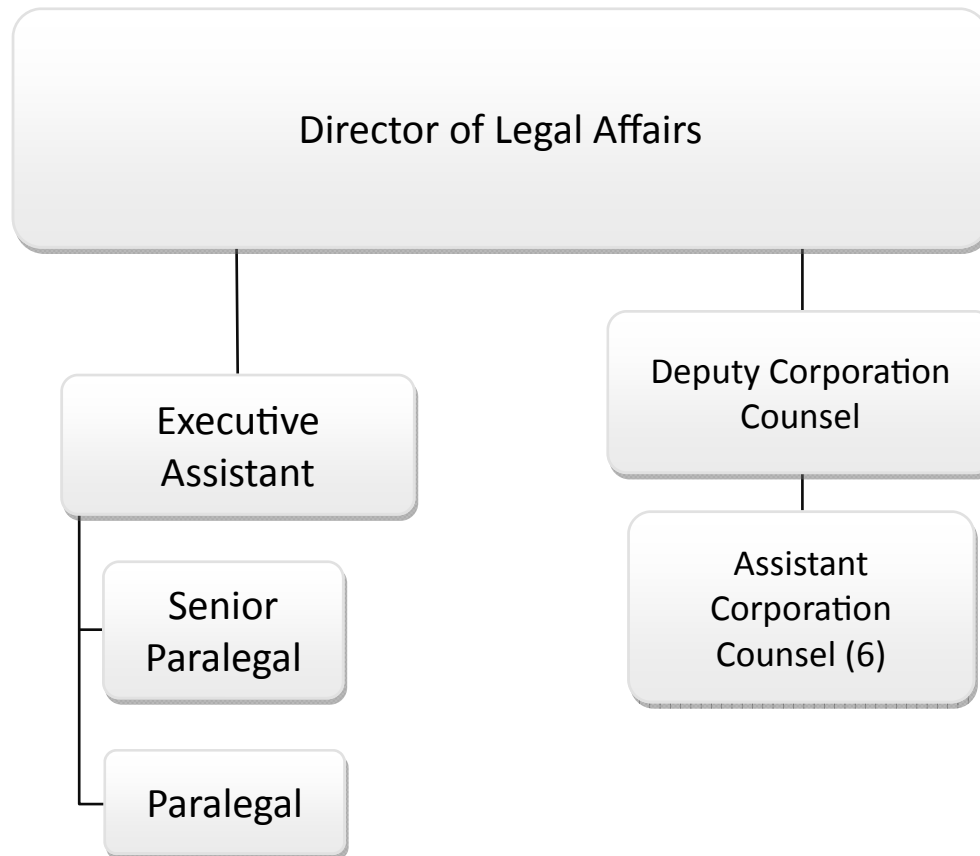 Director of Legal Affairs
Executive
Assistant
Senior
Paralegal
Paralegal
Deputy Corporation
Counsel
Assistant
Corporation
Counsel (6)